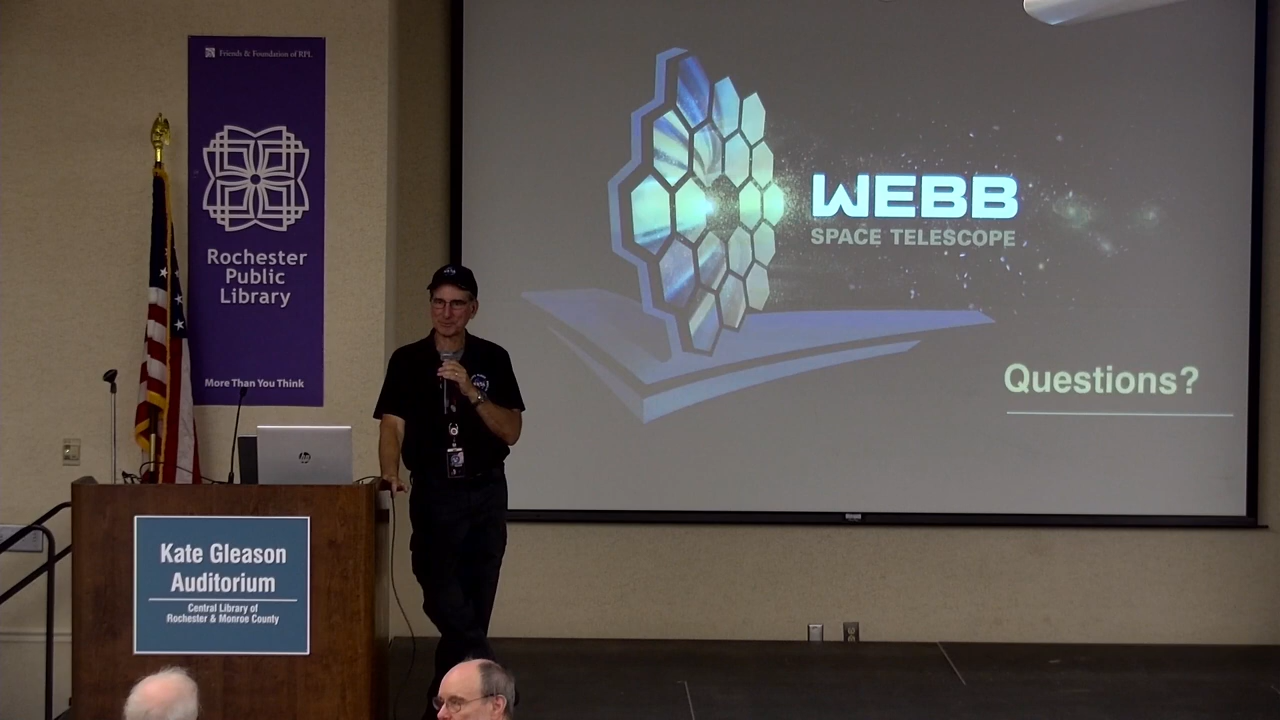 Friends & Foundation of RPL
Rochester
Public
Library
More Than You Think
WEBB
SPACE TELESCOPE
Questions?
hp
Kate Gleason
Auditorium
Central Library of
Rochester & Monroe County